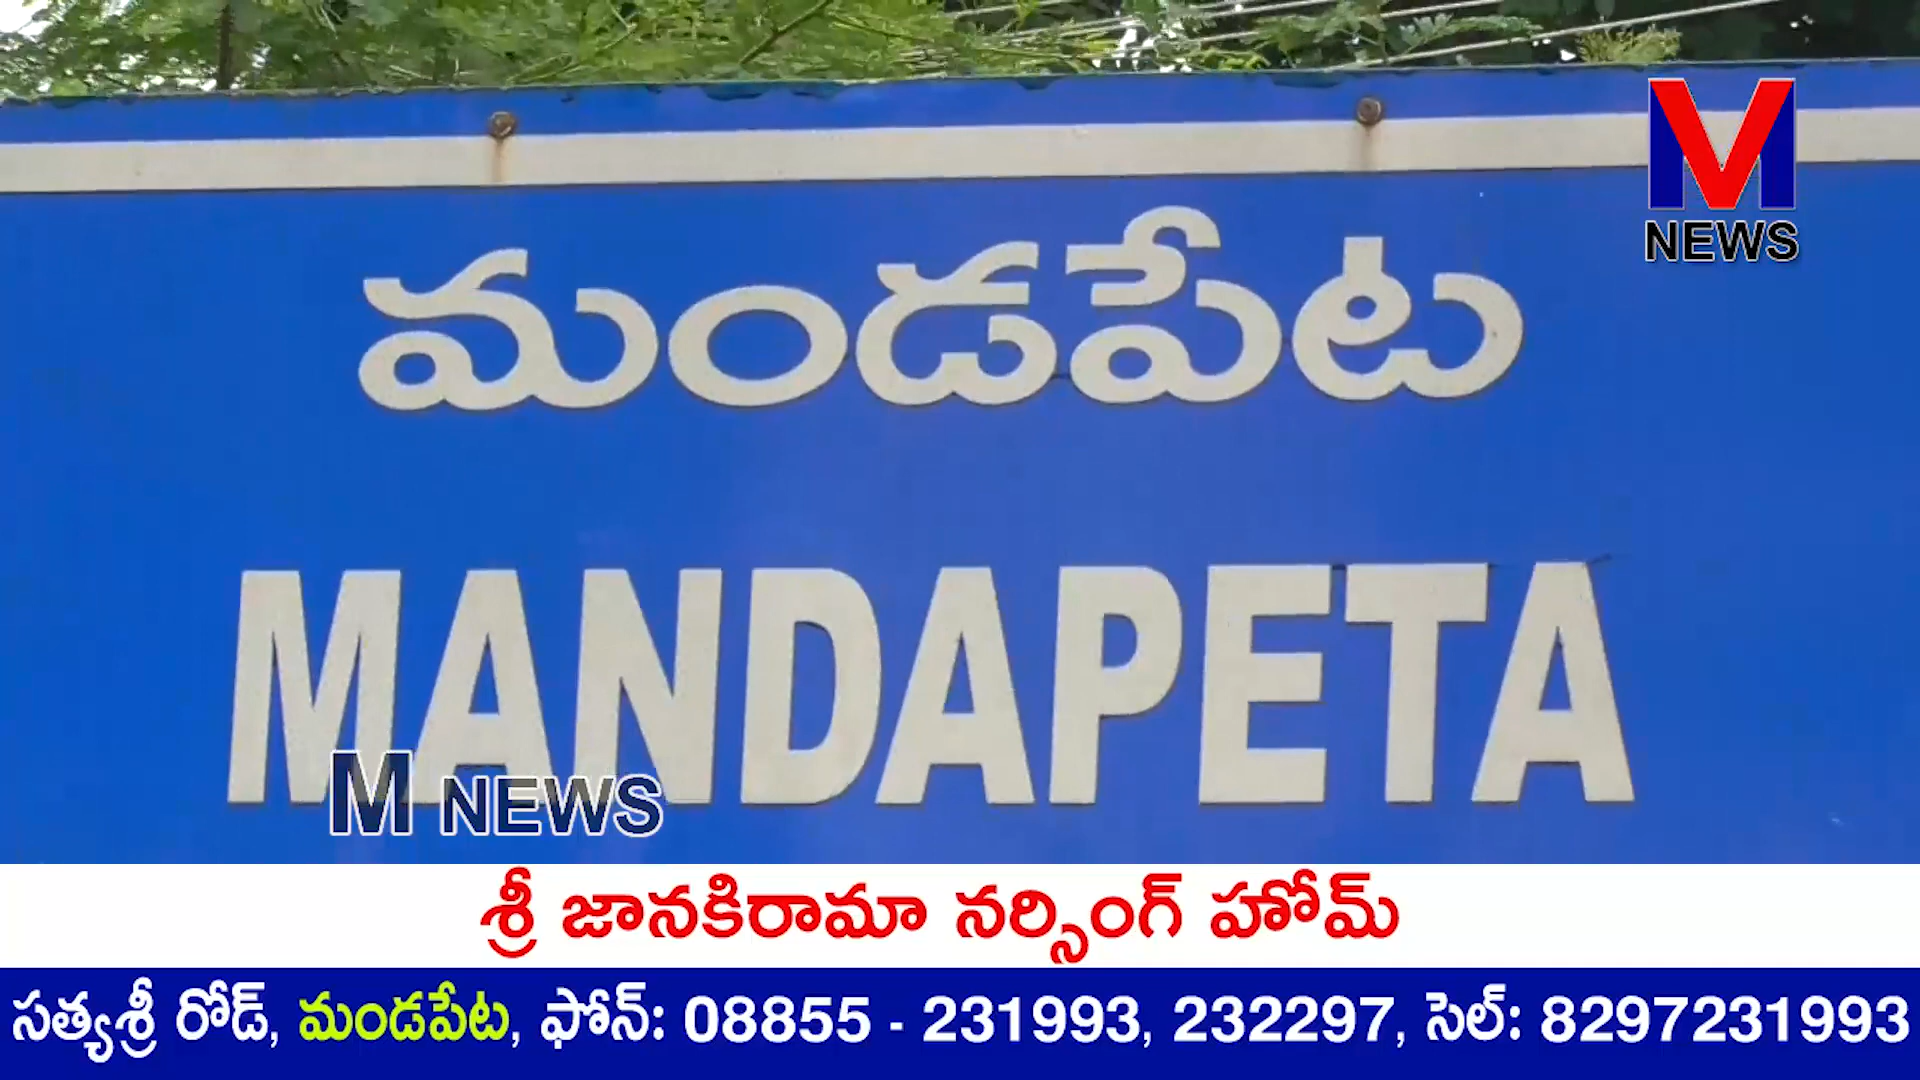 M
NEWS
మండపేట
MANDAPETA
M NEWS
శ్రీ జానకిరామా నర్సింగ్ హోమ్
సత్యశ్రీ రోడ్, మండపేట, ఫోన్: 08855 - 231993, 232297, సెల్: 8297231993